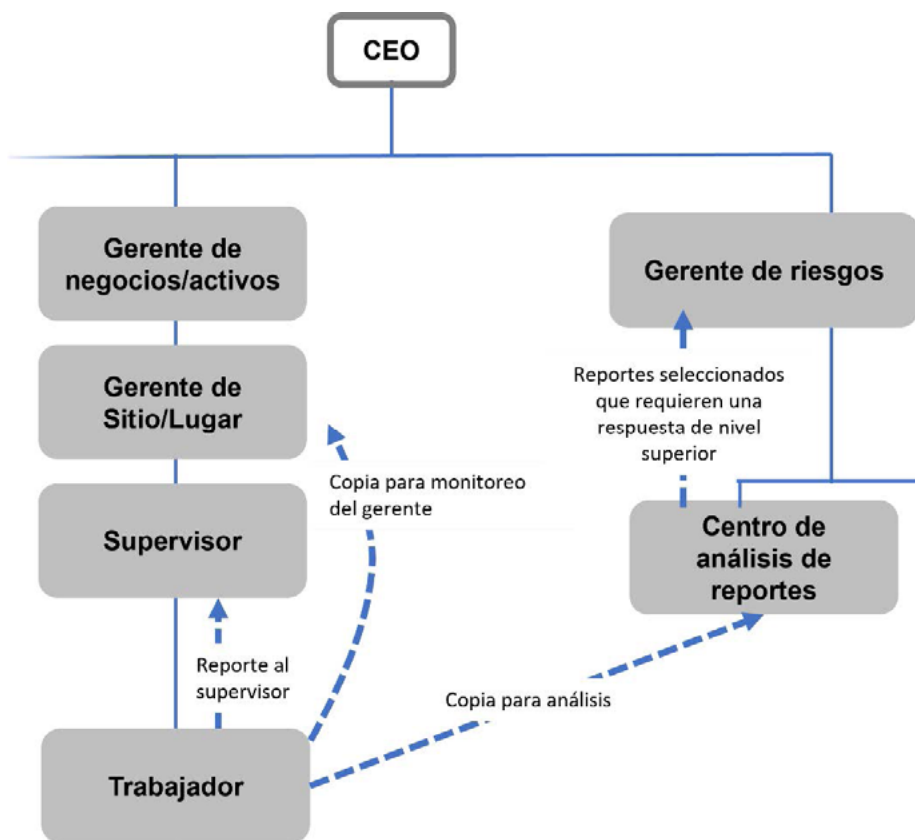 CEO
Gerente de
negocios/activos
Gerente de riesgos
Gerente de
Sitio/Lugar
Reportes seleccionados
que requieren una
respuesta de nivel
superior
Copia para monitoreo
del gerente
Supervisor
Centro de
análisis de
reportes
Reporte al
supervisor
Copia para análisis
Trabajador